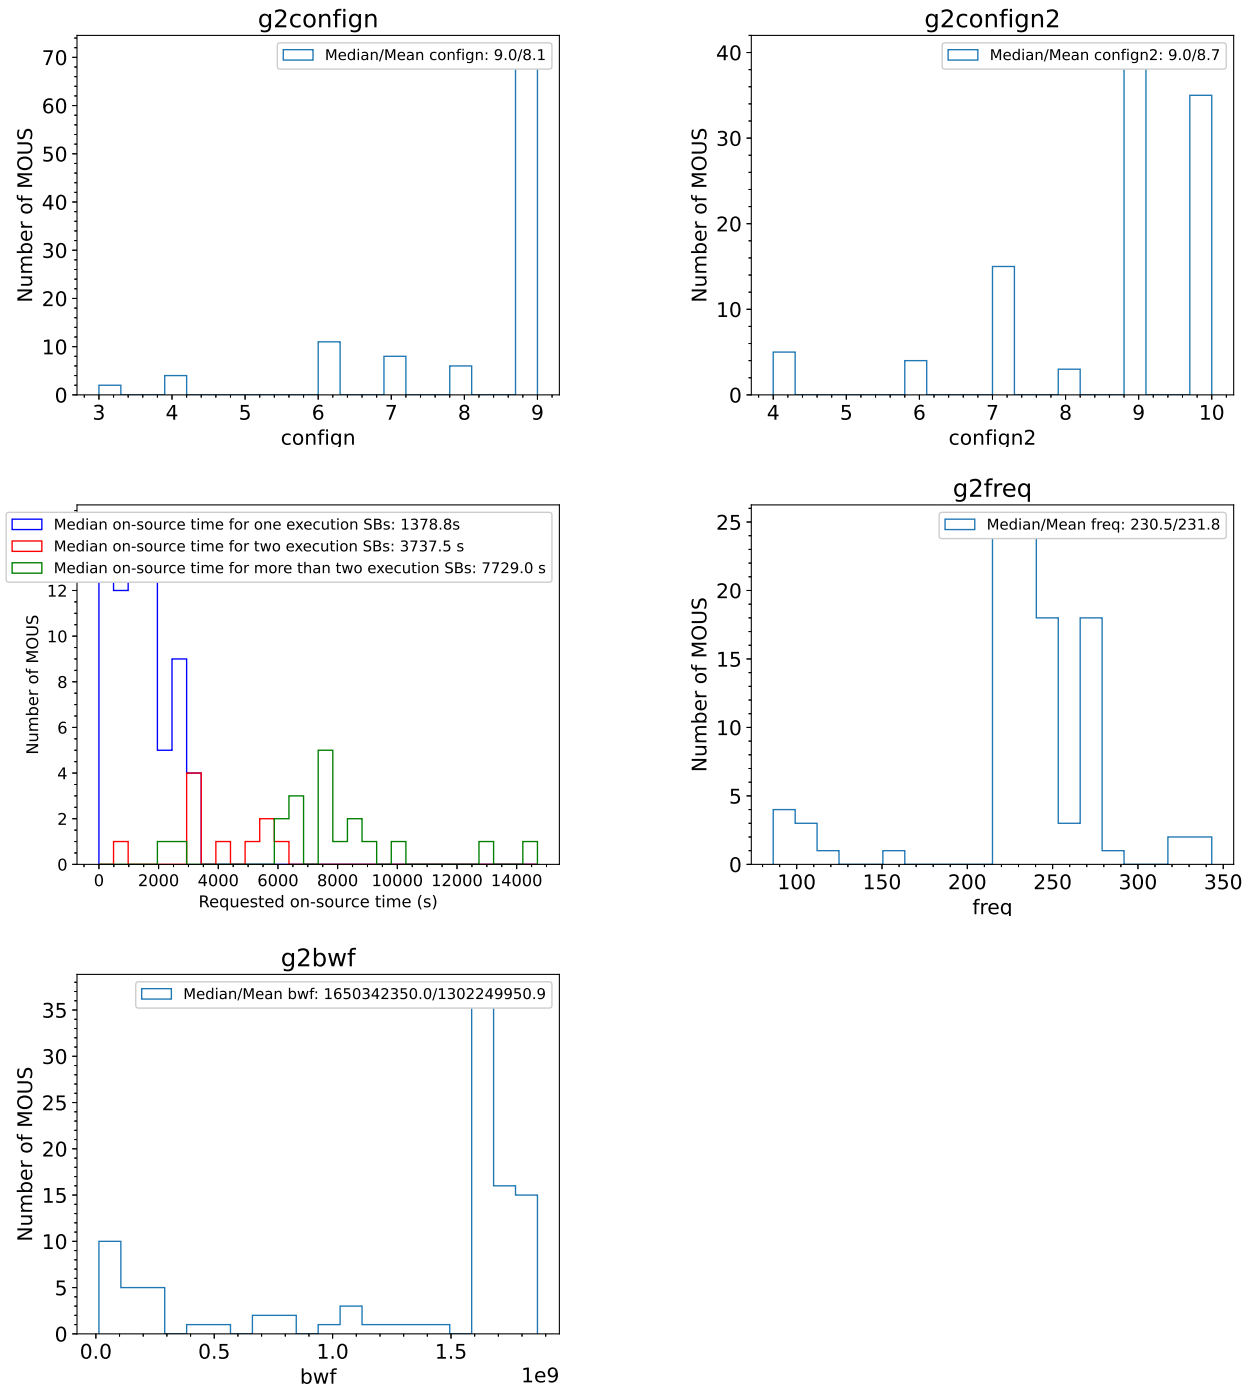 g2confign
Median/Mean confign: 9.0/8.1
Number of MOUS
70
60
50
40
30
20
10
0
3 4 5 6 7 8 9
confign
g2confign2
Median/Mean confign2: 9.0/8.7
Number of MOUS
40
30
20
10
0
4 5 6 7 8 9 10
confign2
Median on-source time for one execution SBs: 1378.8s
Median on-source time for two execution SBs: 3737.5 s
Median on-source time for more than two execution SBs: 7729.0 s
Number of MOUS
12
10
8
6
4
2
0
0 2000 4000 6000 8000 10000 12000 14000
Requested on-source time (s)
g2freq
Median/Mean freq: 230.5/231.8
Number of MOUS
25
20
15
10
5
0
100 150 200 250 300 350
freq
g2bwf
Median/Mean bwf: 1650342350.0/1302249950.9
Number of MOUS
35
30
25
20
15
10
5
0
0.0 0.5 1.0 1.5
bwf
1e9